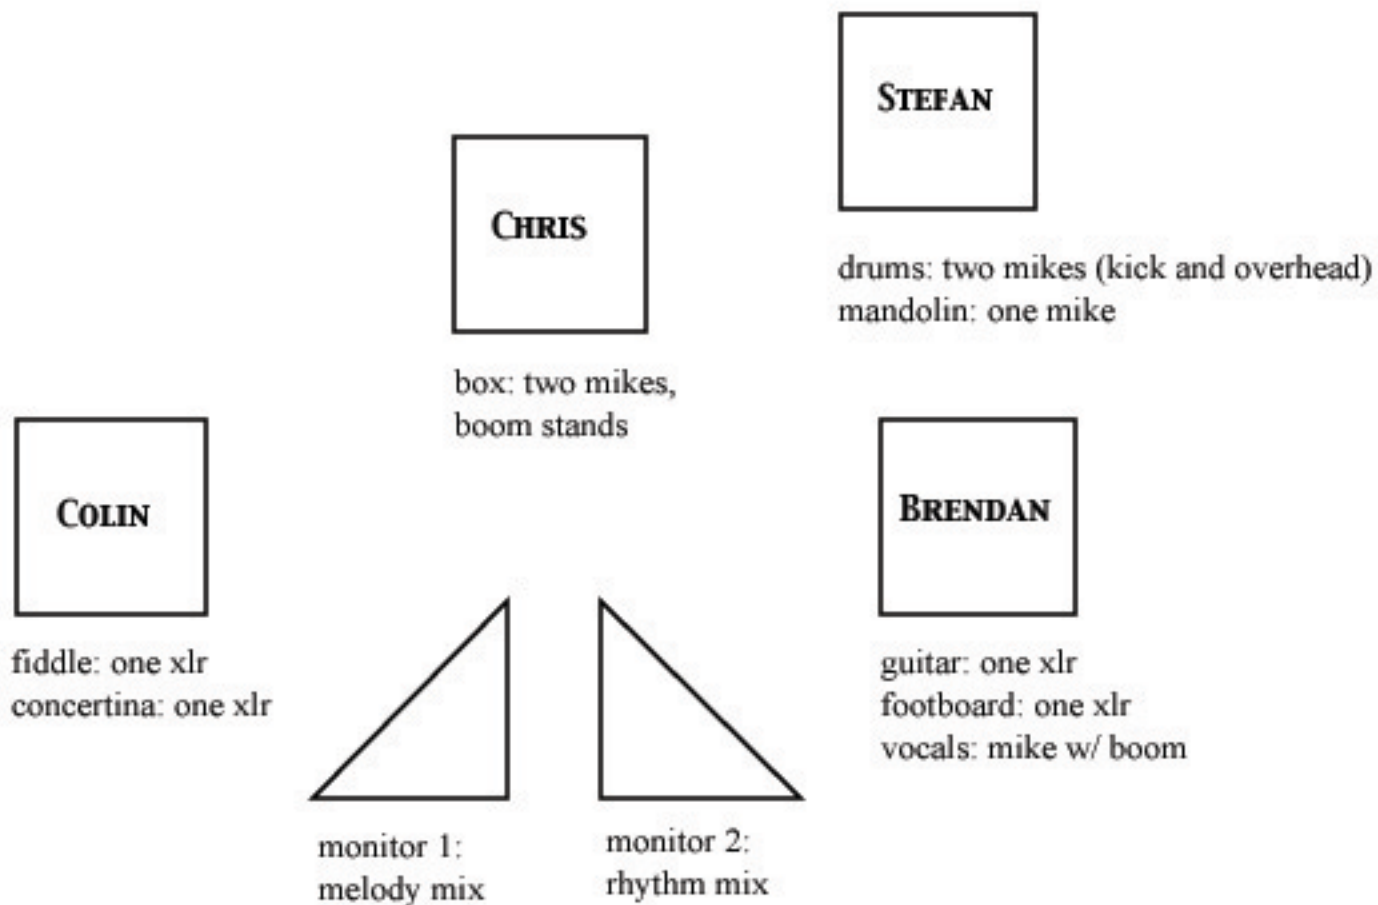 STEFAN
drums: two mikes (kick and overhead)
mandolin: one mike
CHRIS
box: two mikes,
boom stands
COLIN
fiddle: one xlr
concertina: one xlr
BRENDAN
guitar: one xlr
footboard: one xlr
vocals: mike w/ boom
monitor 1:
melody mix
monitor 2:
rhythm mix